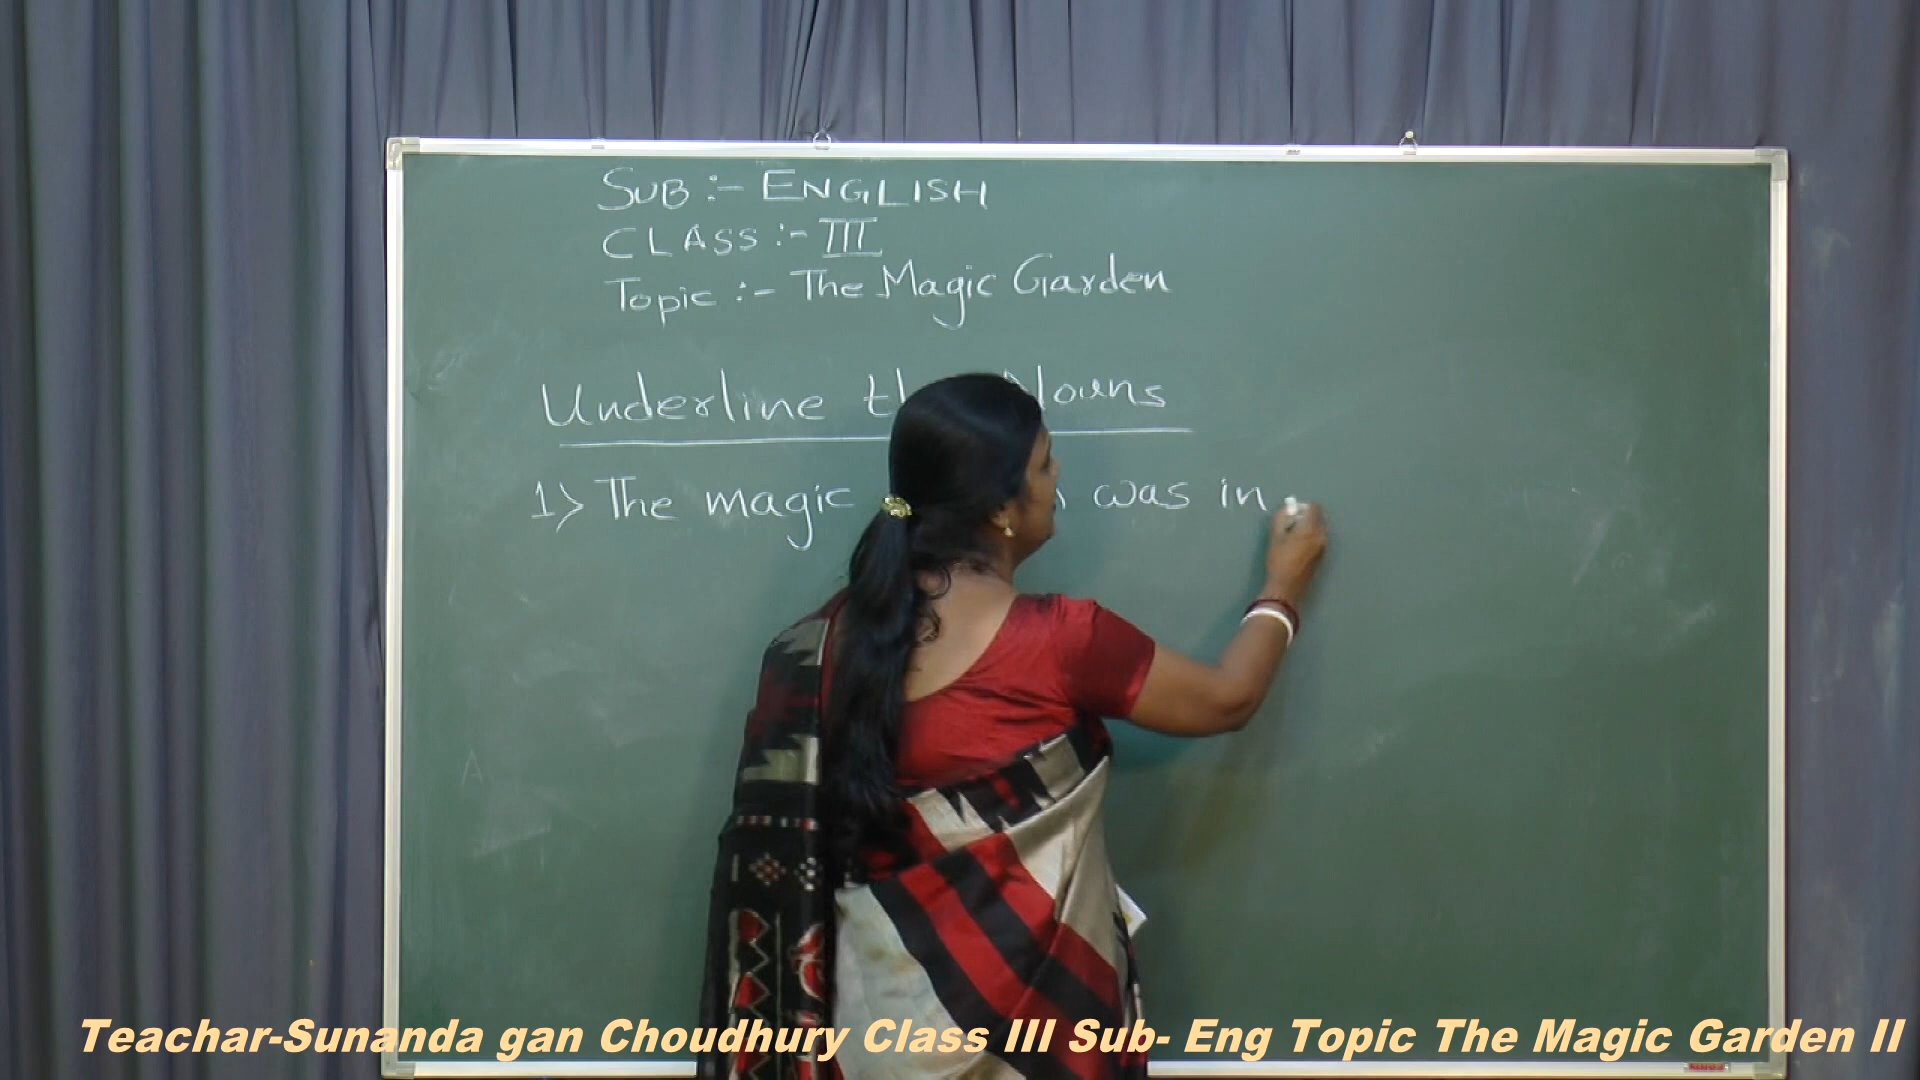 SUB :- ENGLISH
CLASS :- III
Topic :- The Magic Garden
Underline Nouns
1> The magic was in
Teachar-Sunanda gan Choudhury Class III Sub- Eng Topic The Magic Garden II